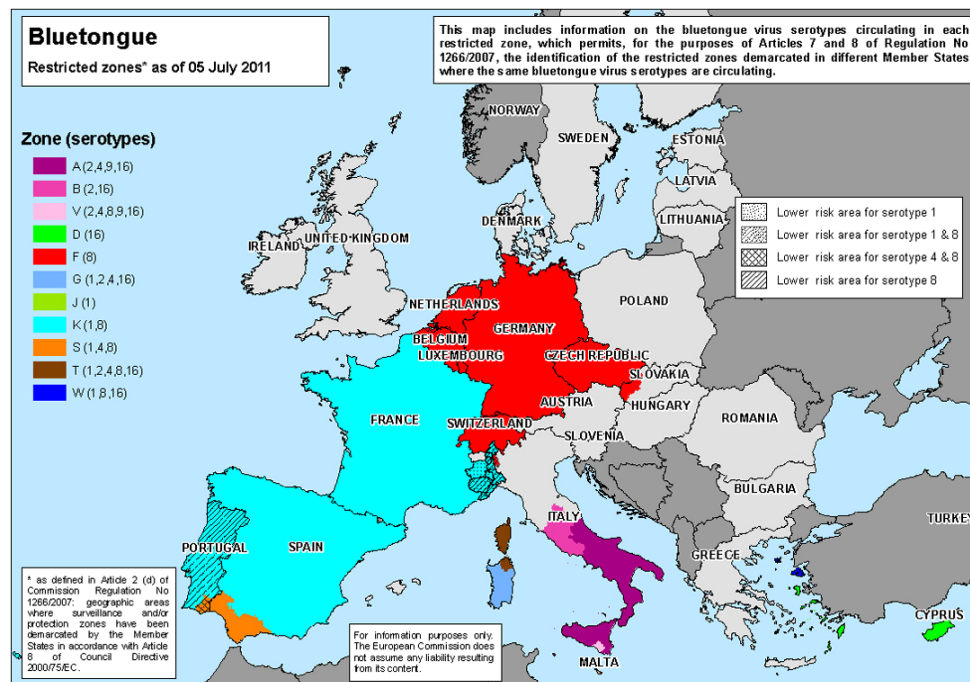 Bluetongue
Restricted zones* as of 05 July 2011
This map includes information on the bluetongue virus serotypes circulating in each
restricted zone, which permits, for the purposes of Articles 7 and 8 of Regulation No
1266/2007, the identification of the restricted zones demarcated in different Member States
where the same bluetongue virus serotypes are circulating.
Zone (serotypes)
A (2,4,9,16)
B (2,16)
V (2,4,8,9,16)
D (16)
F (8)
G (1,2,4,16)
J (1)
K (1,8)
S (1,4,8)
T (1,2,4,8,16)
W (1,8,16)
Lower risk area for serotype 1
Lower risk area for serotype 1 & 8
Lower risk area for serotype 4 & 8
Lower risk area for serotype 8
NORWAY
SWEDEN
ESTONIA
LATVIA
LITHUANIA
DENMARK
IRELAND
UNITED KINGDOM
NETHERLANDS
POLAND
GERMANY
BELGIUM
LUXEMBOURG
CZECH REPUBLIC
SLOVAKIA
AUSTRIA
HUNGARY
FRANCE
SWITZERLAND
ROMANIA
SLOVENIA
BULGARIA
ITALY
TURKEY
PORTUGAL
SPAIN
GREECE
CYPRUS
MALTA
* as defined in Article 2 (d) of
Commission Regulation No
1266/2007: geographic areas
where surveillance and/or
protection zones have been
demarcated by the Member
States in accordance with Article
8 of Council Directive
2000/75/EC.
For information purposes only.
The European Commission does
not assume any liability resulting
from its content.